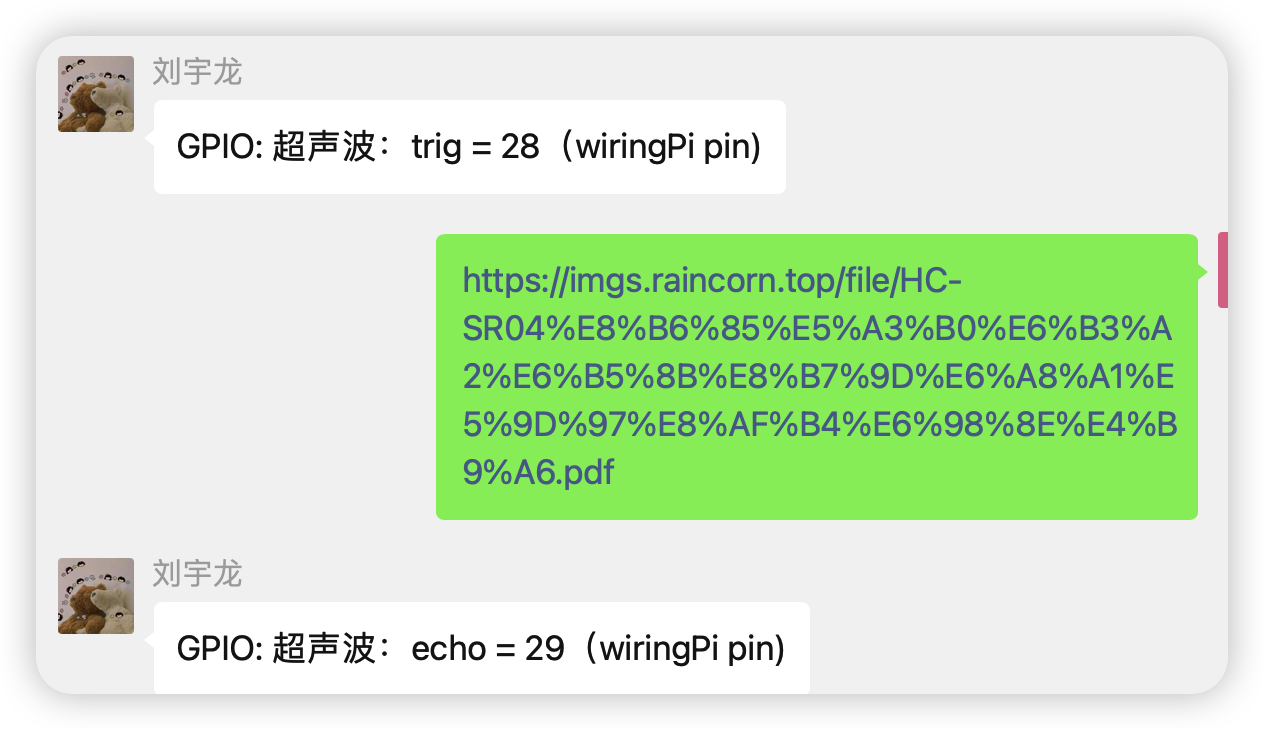 刘宇龙
GPIO: 超声波：trig = 28（wiringPi pin)
https://imgs.raincorn.top/file/HC-
SR04%E8%B6%85%E5%A3%B0%E6%B3%A
2%E6%B5%8B%E8%B7%9D%E6%A8%A1%E
5%9D%97%E8%AF%B4%E6%98%8E%E4%B
9%A6.pdf
刘宇龙
GPIO: 超声波：echo = 29（wiringPi pin)